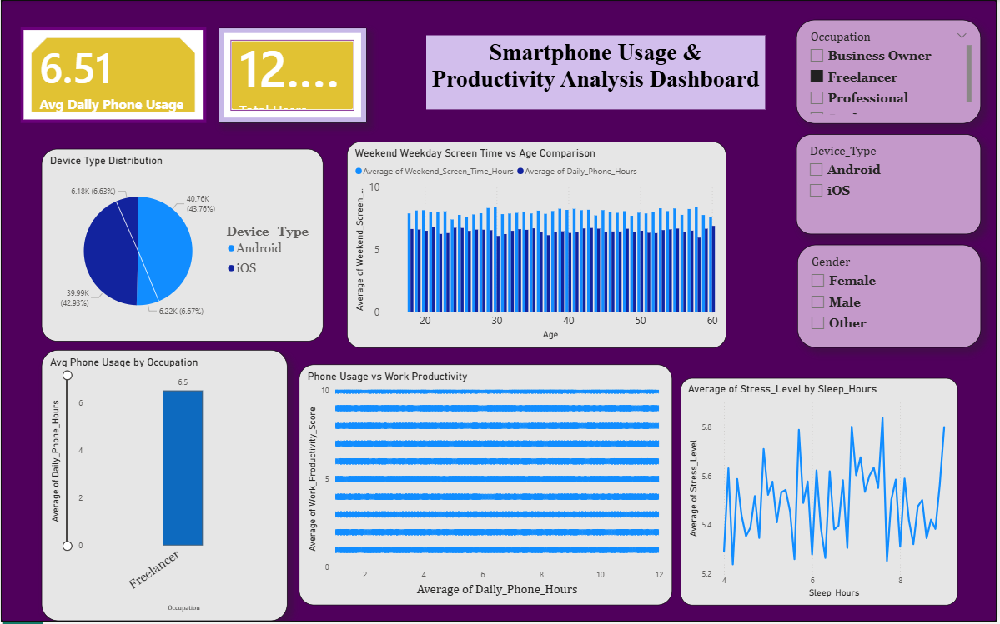 6.51
Avg Daily Phone Usage
12....
Total Users
Smartphone Usage &
Productivity Analysis Dashboard
Occupation
Business Owner
Freelancer
Professional
Device_Type
Android
iOS
Gender
Female
Male
Other
Device Type Distribution
6.18K (6.63%)
40.76K
(43.76%)
39.99K
(42.93%)
6.22K (6.67%)
Device_Type
Android
iOS
Weekend Weekday Screen Time vs Age Comparison
Average of Weekend_Screen_Time_Hours Average of Daily_Phone_Hours
Average of Weekend_Screen_...
10
5
0
20 30 40 50 60
Age
Avg Phone Usage by Occupation
Average of Daily_Phone_Hours
6
4
2
0
6.5
Freelancer
Occupation
Phone Usage vs Work Productivity
Average of Work_Productivity_Score
10
5
0
2 4 6 8 10 12
Average of Daily_Phone_Hours
Average of Stress_Level by Sleep_Hours
Average of Stress_Level
5.8
5.6
5.4
5.2
4 6 8
Sleep_Hours